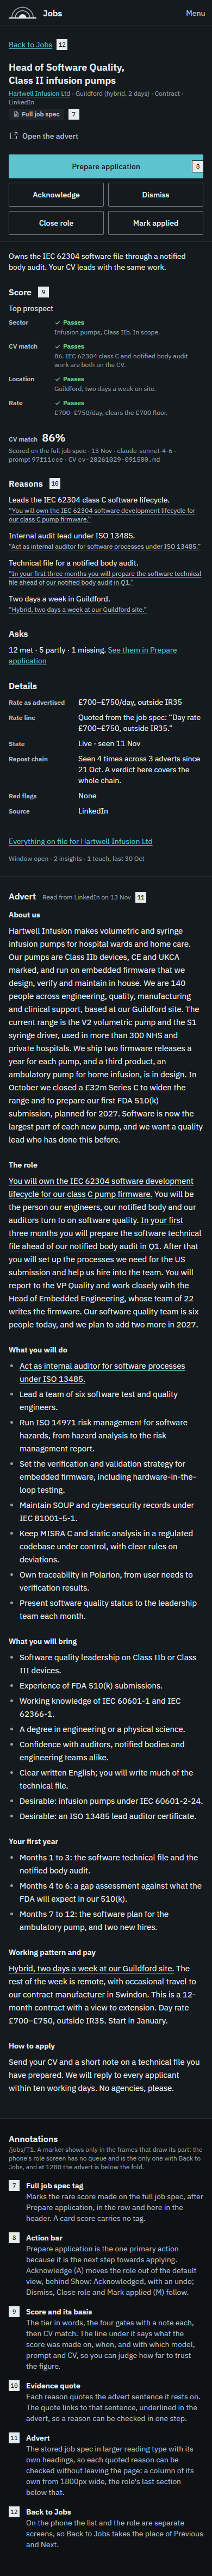 Jobs
Menu
Back to Jobs 12
Head of Software Quality,
Class II infusion pumps
Hartwell Infusion Ltd · Guildford (hybrid, 2 days) · Contract ·
LinkedIn
Full job spec 7
Open the advert
Prepare application 8
Acknowledge
Dismiss
Close role
Mark applied
Owns the IEC 62304 software file through a notified
body audit. Your CV leads with the same work.
Score 9
Top prospect
Sector ✓ Passes
Infusion pumps, Class IIb. In scope.
CV match ✓ Passes
86. IEC 62304 class C and notified body audit
work are both on the CV.
Location ✓ Passes
Guildford, two days a week on site.
Rate ✓ Passes
£700–£750/day, clears the £700 floor.
CV match 86%
Scored on the full job spec · 13 Nov · claude-sonnet-4-6 ·
prompt 97f11cce · CV cv-20261029-091500.md
Reasons 10
Leads the IEC 62304 class C software lifecycle.
“You will own the IEC 62304 software development lifecycle for
our class C pump firmware.”
Internal audit lead under ISO 13485.
“Act as internal auditor for software processes under ISO 13485.”
Technical file for a notified body.
“In your first three months you will prepare the software technical
file ahead of our notified body audit in Q1.”
Two days a week in Guildford.
“Hybrid, two days a week at our Guildford site.”
Asks
12 met · 5 partly · 1 missing. See them in Prepare
application
Details
Rate as advertised £700–£750/day, outside IR35
Rate line Quoted from the job spec: “Day rate
£700–£750, outside IR35.”
State Live · seen 11 Nov
Repost chain Seen 4 times across 3 adverts since
21 Oct. A verdict here covers the
whole chain.
Red flags None
Source LinkedIn
Everything on file for Hartwell Infusion Ltd
Window open · 2 insights · 1 touch, last 30 Oct
Advert Read from LinkedIn on 13 Nov 11
About us
Hartwell Infusion makes volumetric and syringe
infusion pumps for hospital wards and home care.
Our pumps are Class IIb devices, CE and UKCA
marked, and run on embedded firmware that we
design, verify and maintain in house. We are 140
people across engineering, quality, manufacturing
and clinical support, based at our Guildford site. The
current range is the V2 volumetric pump and the S1
syringe driver, used in more than 300 NHS and
private hospitals. We ship two firmware releases a
year for each pump, and a third product, an
ambulatory pump for home infusion, is in design. In
October we closed a £32m Series C to widen the
range and to prepare our first FDA 510(k)
submission, planned for 2027. Software is now the
largest part of each new pump, and we want a quality
lead who has done this before.
The role
You will own the IEC 62304 software development
lifecycle for our class C pump firmware. You will be
the person our engineers, our notified body and our
auditors turn to on software quality. In your first
three months you will prepare the software technical
file ahead of our notified body audit in Q1. After that
you will set up the processes we need for the US
submission and help us hire into the team. You will
report to the VP Quality and work closely with the
Head of Embedded Engineering, whose team of 22
writes the firmware. Our software quality team is six
people today, and we plan to add two more in 2027.
What you will do
• Act as internal auditor for software processes
under ISO 13485.
• Lead a team of six software test and quality
engineers.
• Run ISO 14971 risk management for software
hazards, from hazard analysis to the risk
management report.
• Set the verification and validation strategy for
embedded firmware, including hardware-in-the-
loop testing.
• Maintain SOUP and cybersecurity records under
IEC 81001-5-1.
• Keep MISRA C and static analysis in a regulated
codebase under control, with clear rules on
deviations.
• Own traceability in Polarion, from user needs to
verification results.
• Present software quality status to the leadership
team each month.
What you will bring
• Software quality leadership on Class IIb or Class
III devices.
• Experience of FDA 510(k) submissions.
• Working knowledge of IEC 60601-1 and IEC
62366-1.
• A degree in engineering or a physical science.
• Confidence with auditors, notified bodies and
engineering teams alike.
• Clear written English; you will write much of the
technical file.
• Desirable: infusion pumps under IEC 60601-2-24.
• Desirable: an ISO 13485 lead auditor certificate.
Your first year
• Months 1 to 3: the software technical file and the
notified body audit.
• Months 4 to 6: a gap assessment against what the
FDA will expect in our 510(k).
• Months 7 to 12: the software plan for the
ambulatory pump, and two new hires.
Working pattern and pay
Hybrid, two days a week at our Guildford site. The
rest of the week is remote, with occasional travel to
our contract manufacturer in Swindon. This is a 12-
month contract with a view to extension. Day rate
£700–£750, outside IR35. Start in January.
How to apply
Send your CV and a short note on a technical file you
have prepared. We will reply to every applicant
within ten working days. No agencies, please.
Annotations
/jobs/T1. A marker shows only in the frames that draw its part: the
phone's role screen has no queue and is the only one with Back to
Jobs, and at 1280 the advert is below the fold.
7 Full job spec tag
Marks the rare score made on the full job spec, after
Prepare application, in the row and here in the
header. A card score carries no tag.
8 Action bar
Prepare application is the one primary action
because it is the next step towards applying.
Acknowledge (A) moves the role out of the default
view, behind Show: Acknowledged, with an undo;
Dismiss, Close role and Mark applied (M) follow.
9 Score and its basis
The tier in words, the four gates with a note each,
then CV match. The line under it says what the
score was made on, when, and with which model,
prompt and CV, so you can judge how far to trust
the figure.
10 Evidence quote
Each reason quotes the advert sentence it rests on.
The quote links to that sentence, underlined in the
advert, so a reason can be checked in one step.
11 Advert
The stored job spec in larger reading type with its
own headings, so each quoted reason can be
checked without leaving the page: a column of its
own from 1800px wide, the role's last section
below that.
12 Back to Jobs
On the phone the list and the role are separate
screens, so Back to Jobs takes the place of Previous
and Next.